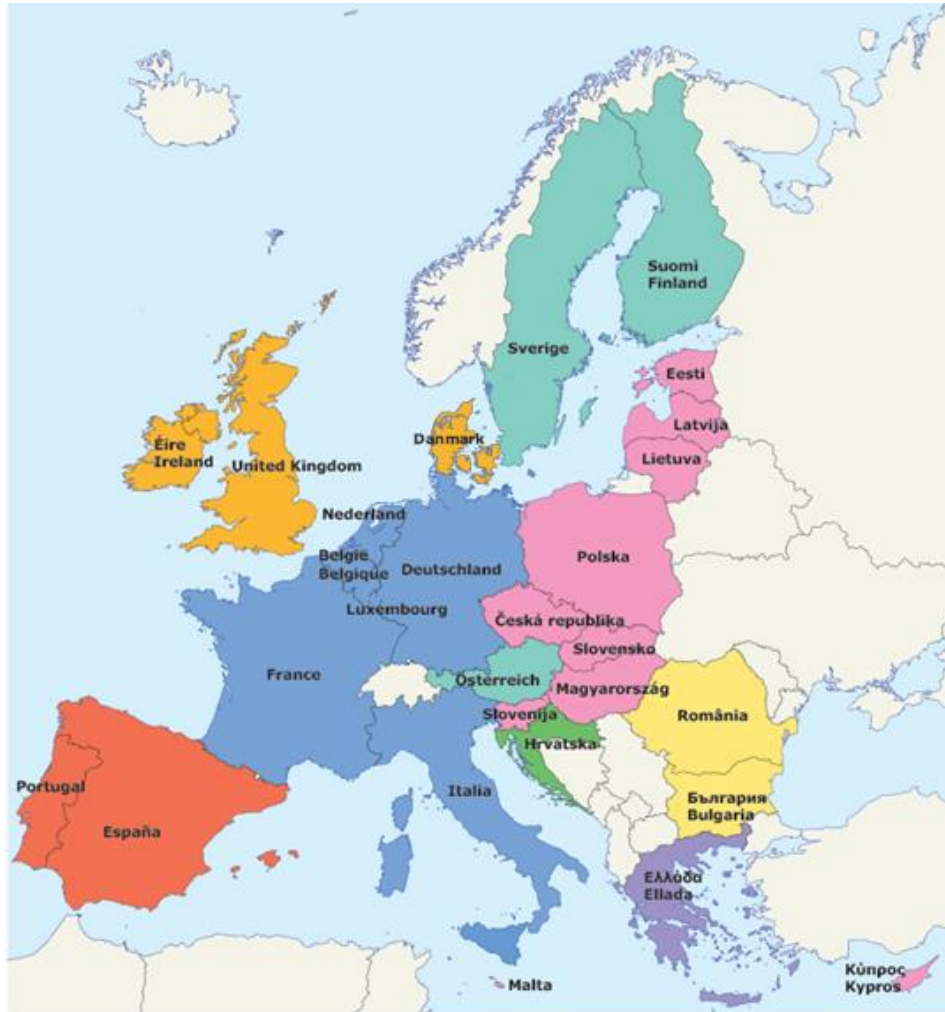 Suomi
Finland
Sverige
Eesti
Latvija
Lietuva
Danmark
Éire
Ireland
United Kingdom
Nederland
België
Belgique
Deutschland
Polska
Luxembourg
Česká republika
Slovensko
France
Österreich
Magyarország
Slovenija
România
Hrvatska
Portugal
España
Italia
България
Bulgaria
Ελλάδα
Ellada
Malta
Κύπρος
Kypros